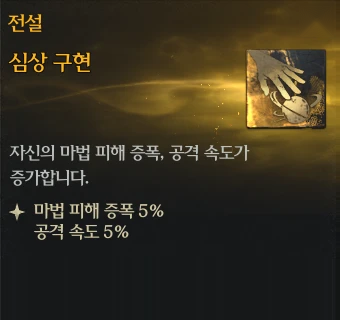 전설
심상 구현
자신의 마법 피해 증폭, 공격 속도가
증가합니다.
마법 피해 증폭 5%
공격 속도 5%